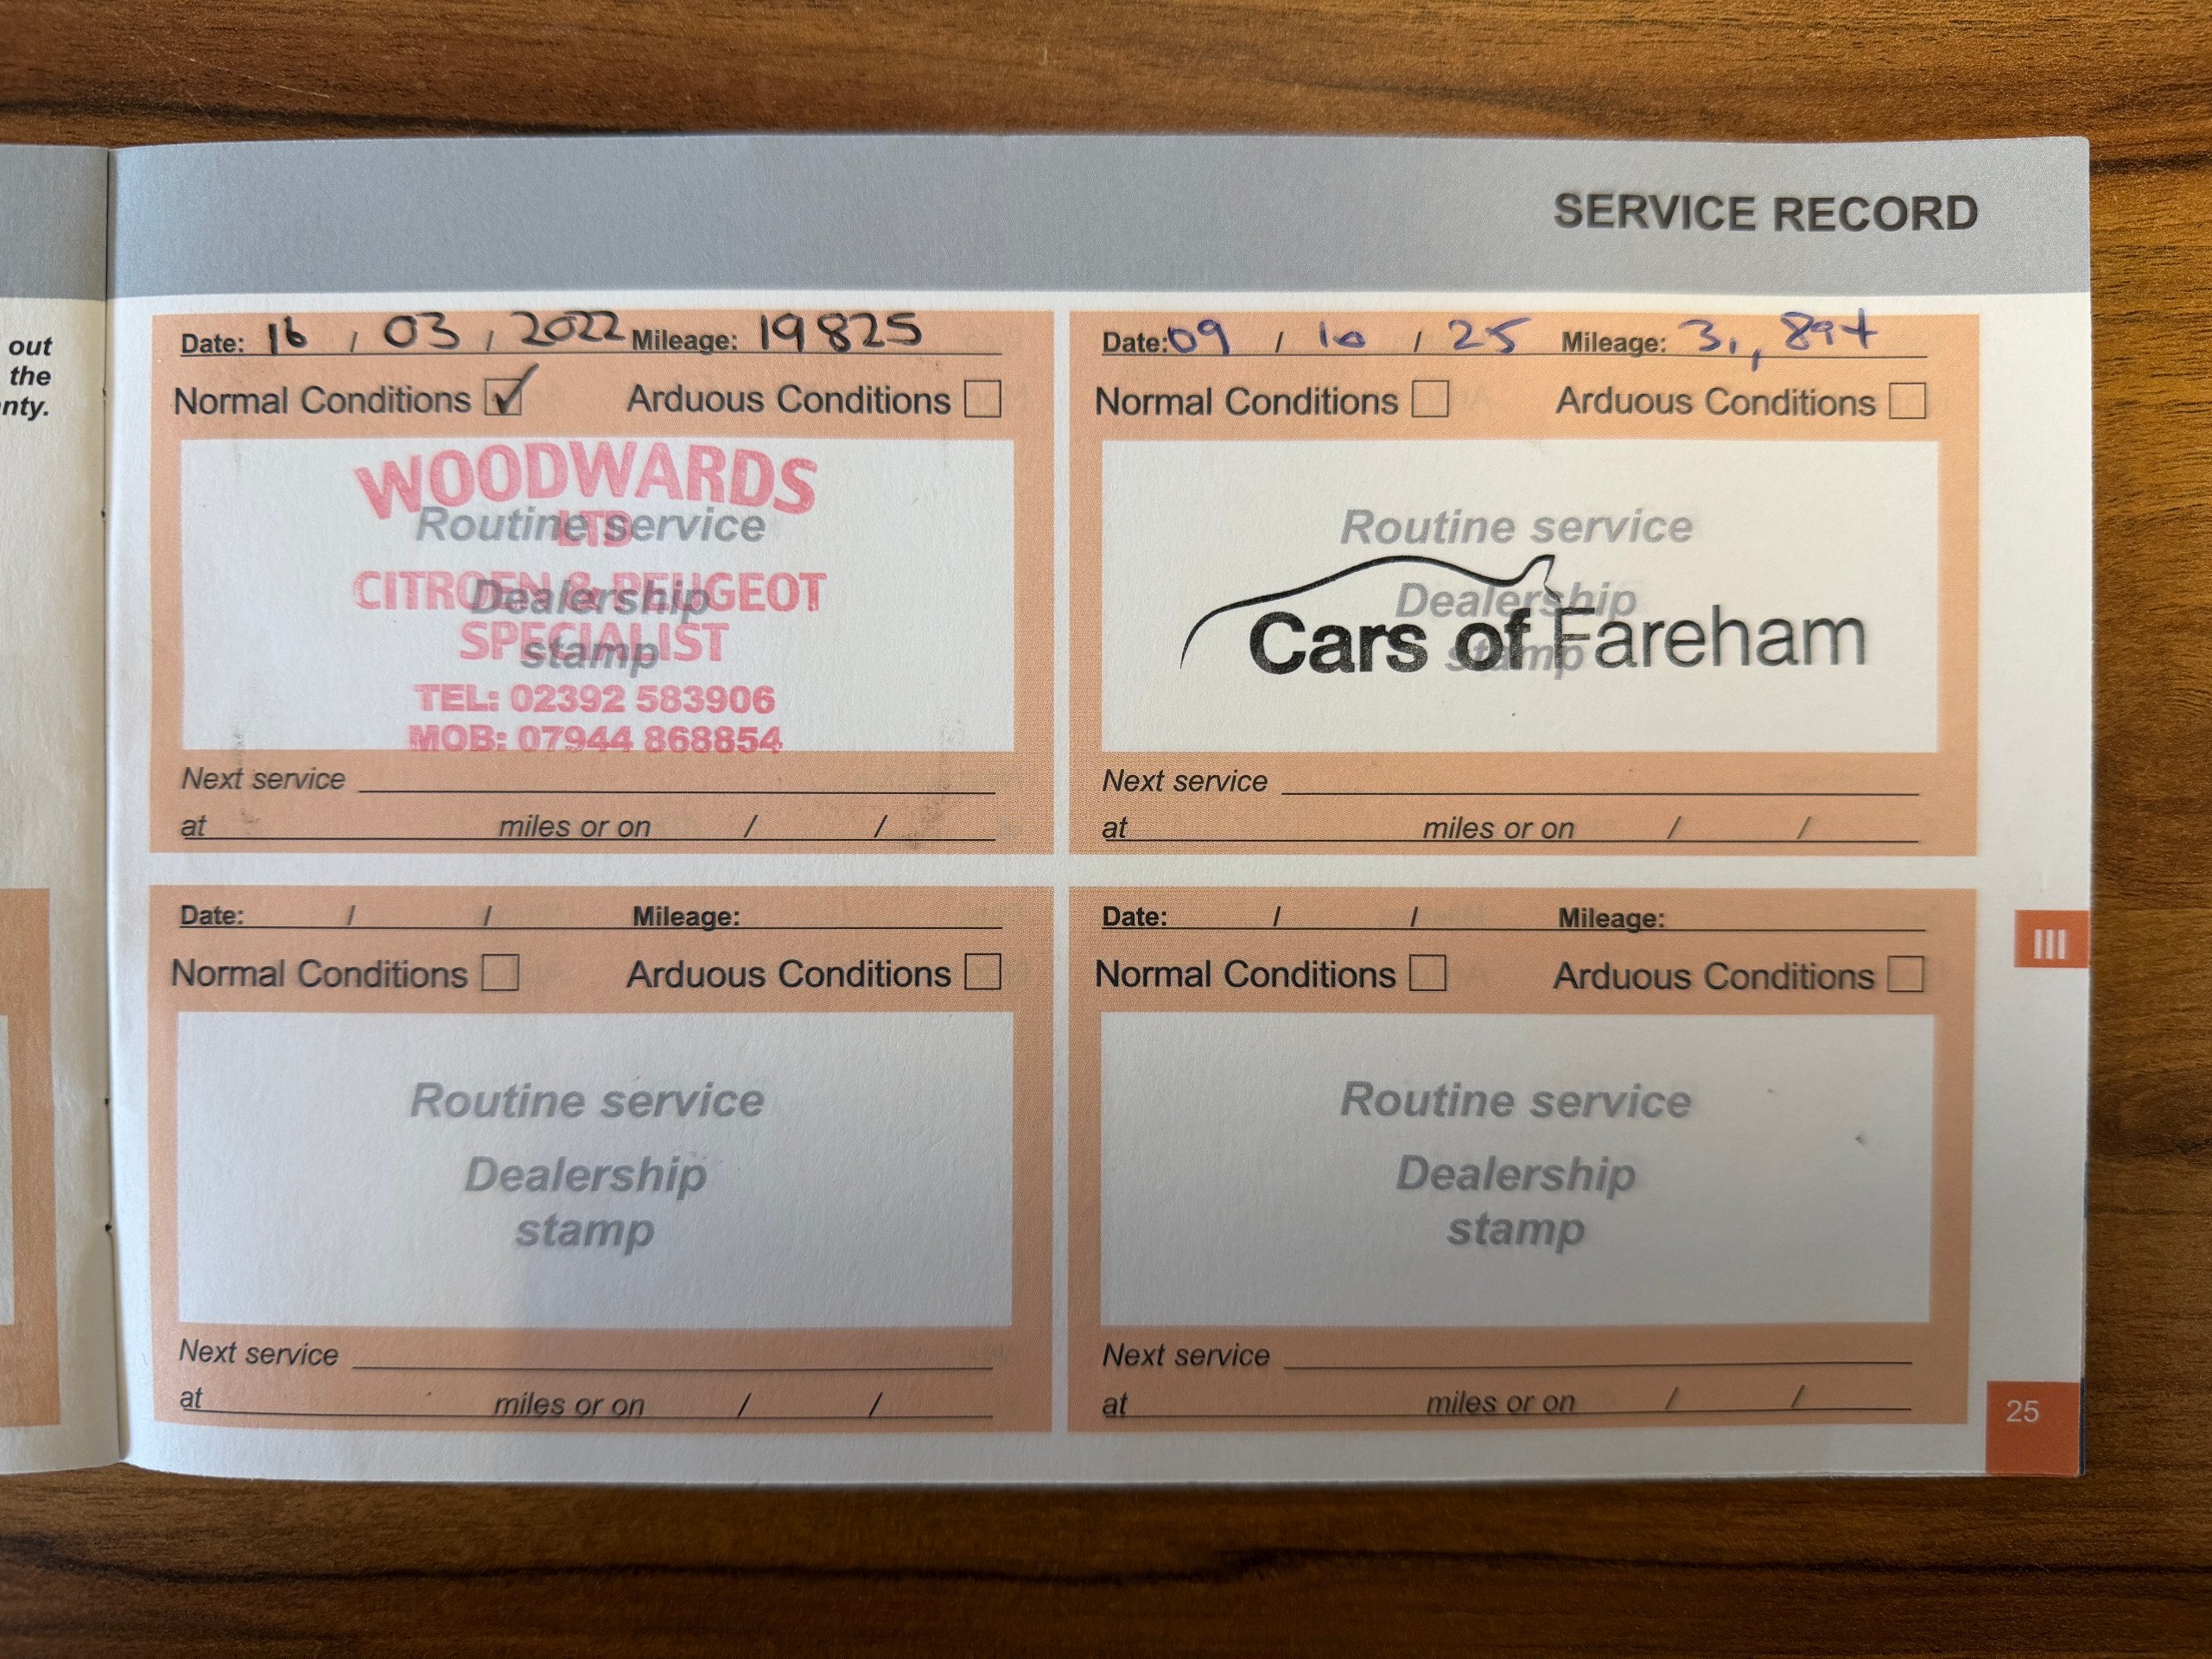 out
the
nty.
SERVICE RECORD
Date: 16 / 03 / 2022 Mileage: 19825
Normal Conditions ✓ Arduous Conditions
WOODWARDS
LTD
Routine service
CITROEN & PEUGEOT
Dealership
SPECIALIST
stamp
TEL: 02392 583906
MOB: 07944 868854
Next service
at miles or on / /
Date: 09 / 10 / 25 Mileage:
Normal Conditions Arduous Conditions
Routine service
Dealership
Cars of Fareham
stamp
Next service
at miles or on / /
Date: / / Mileage:
Normal Conditions Arduous Conditions
Routine service
Dealership
stamp
Next service
at miles or on / /
Date: / / Mileage:
Normal Conditions Arduous Conditions
Routine service
Dealership
stamp
Next service
at miles or on / /
III
25